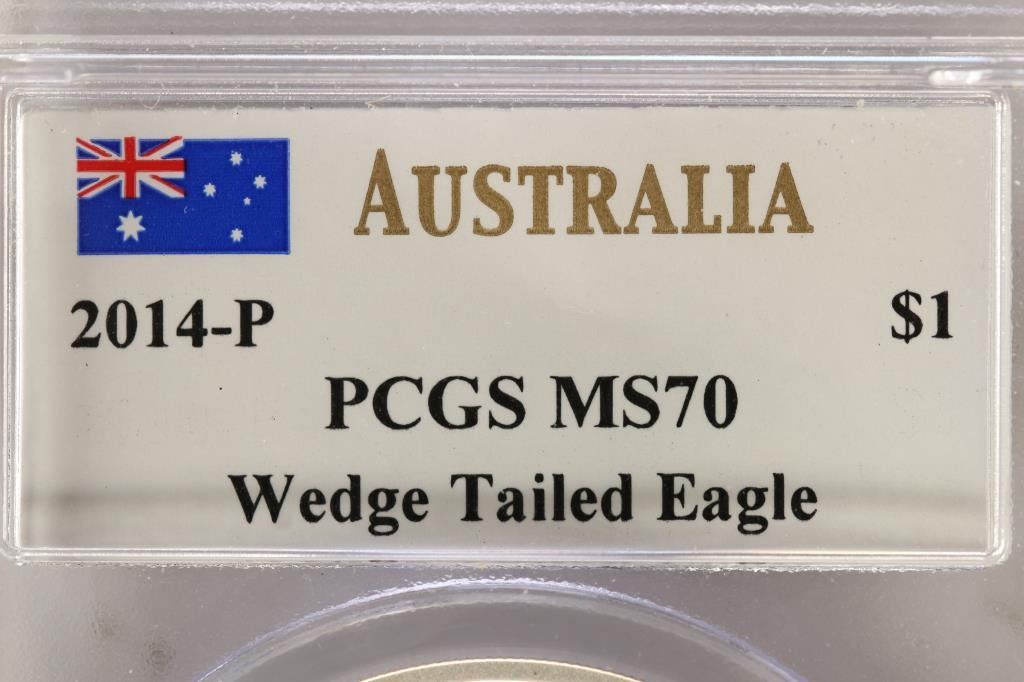 AUSTRALIA
2014-P $1
PCGS MS70
Wedge Tailed Eagle